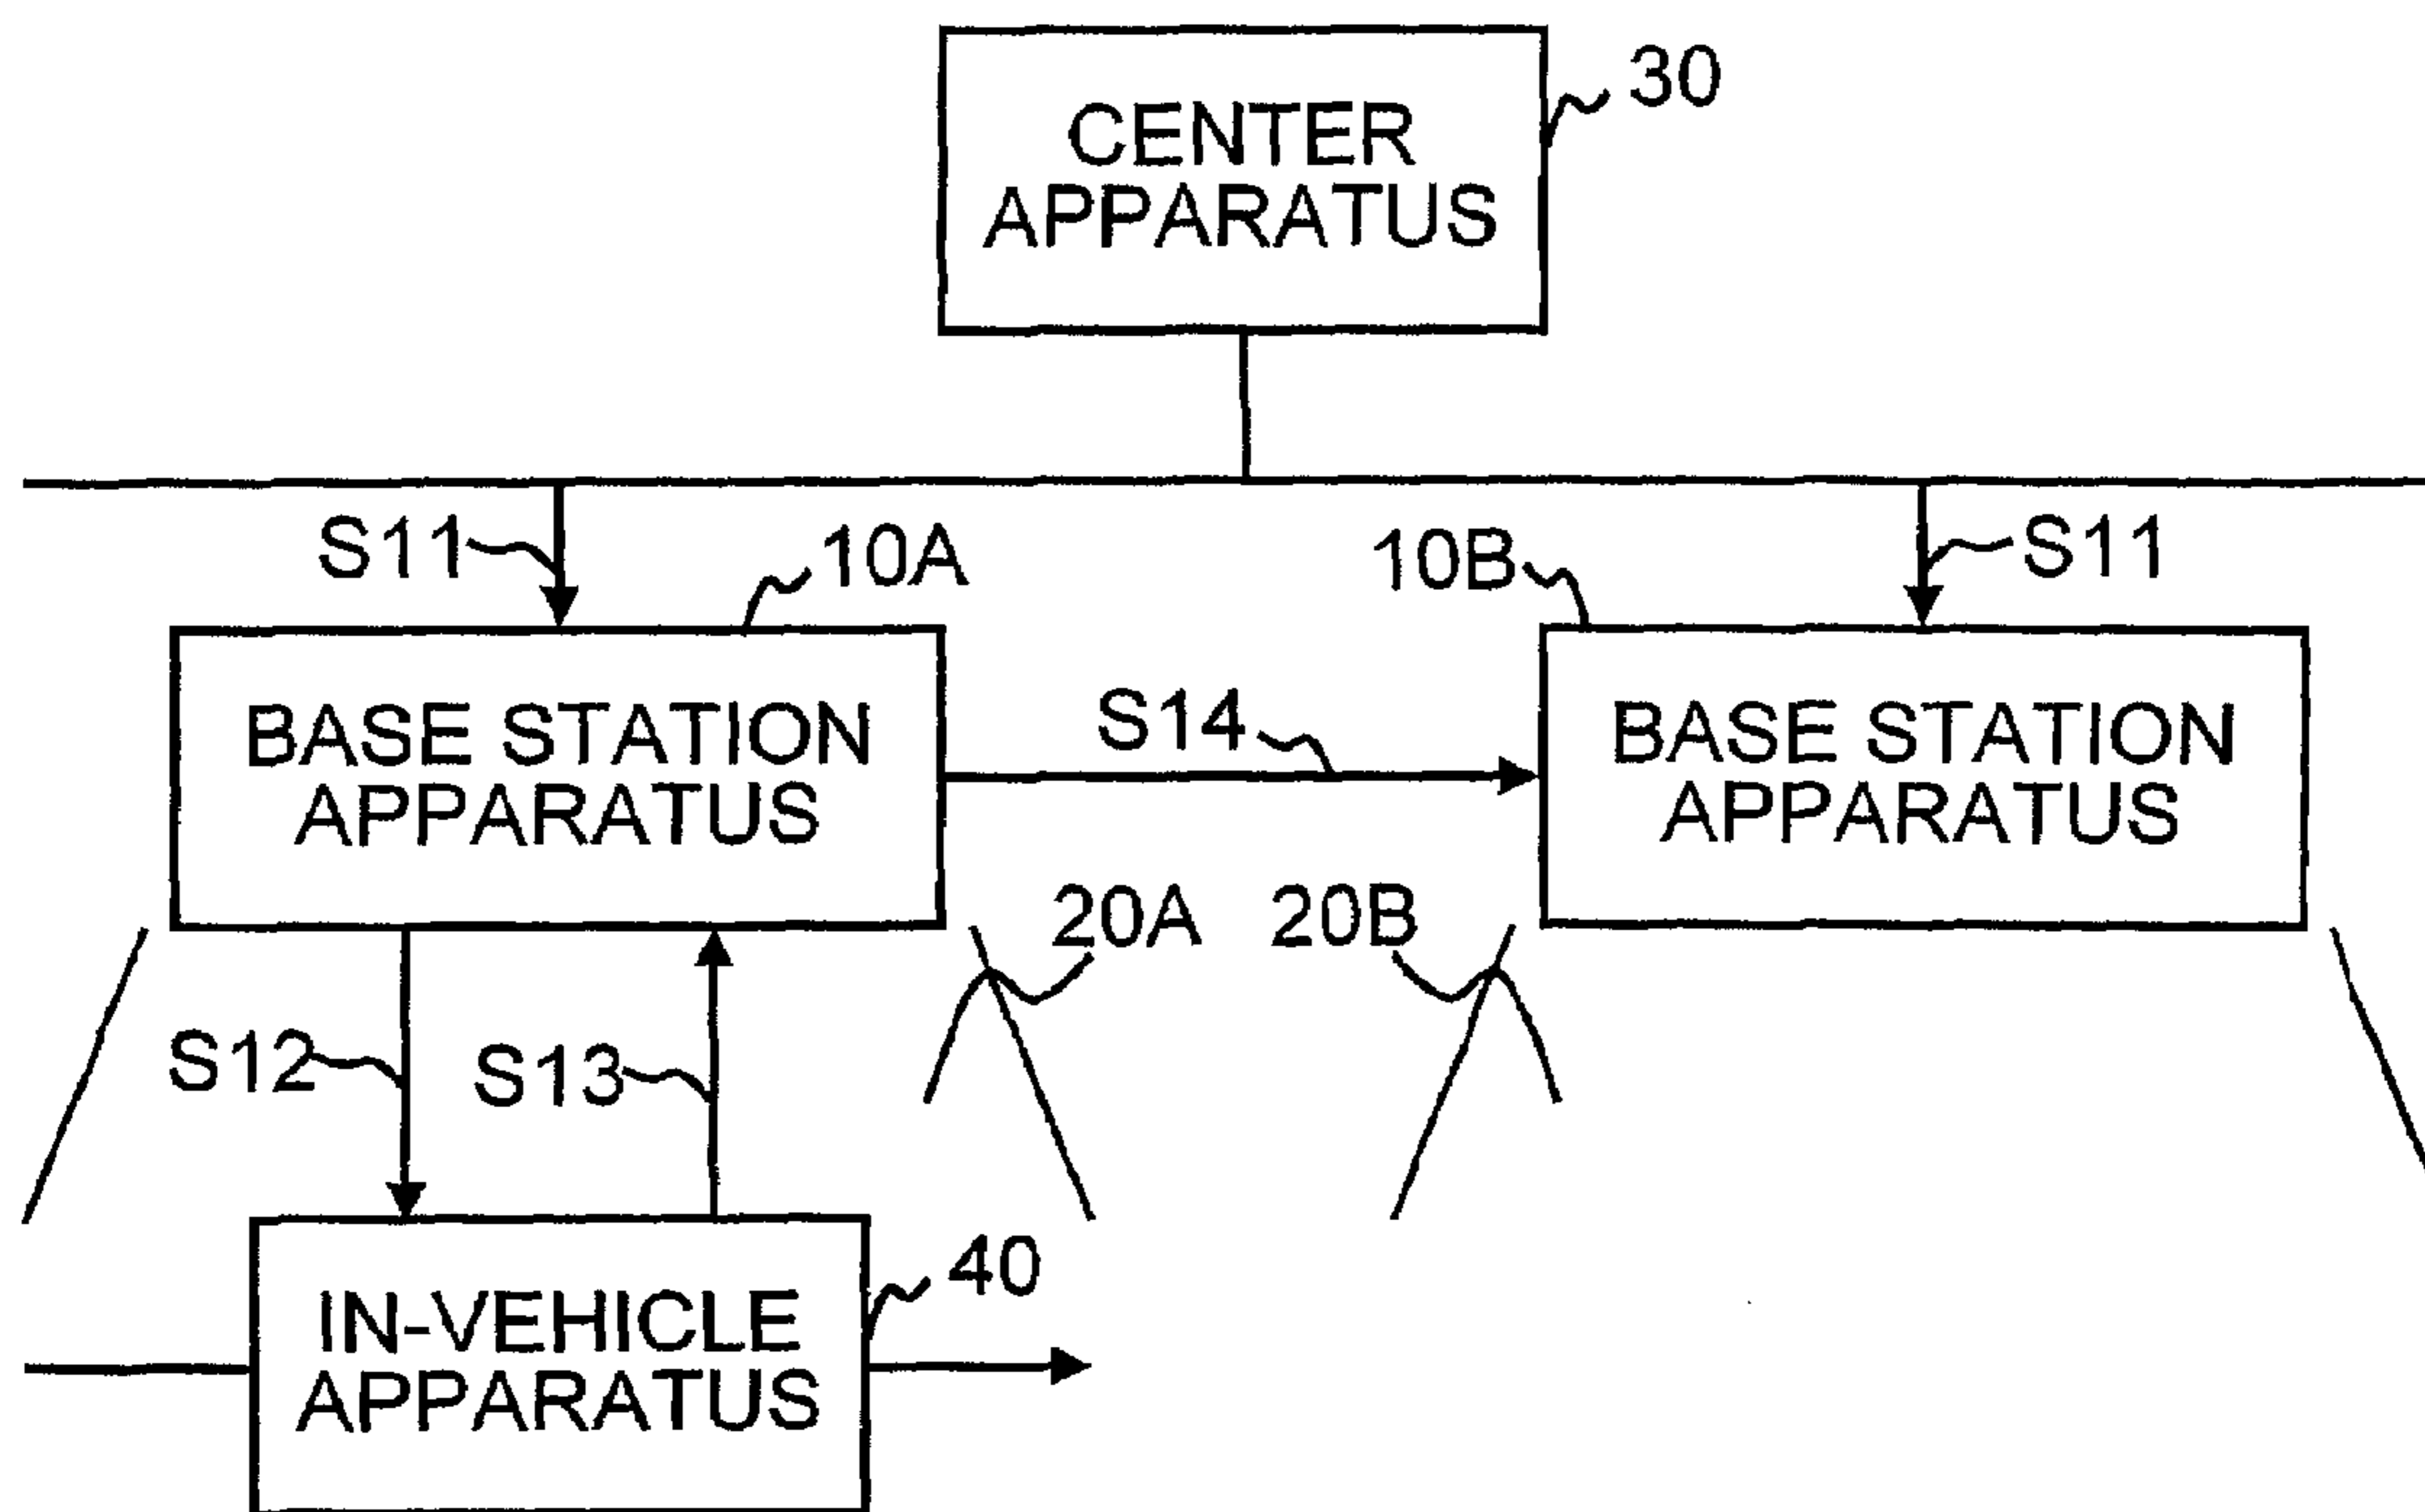 30
CENTER
APPARATUS
S11
10A
10B
S11
BASE STATION
APPARATUS
S14
BASE STATION
APPARATUS
20A
20B
S12
S13
40
IN-VEHICLE
APPARATUS